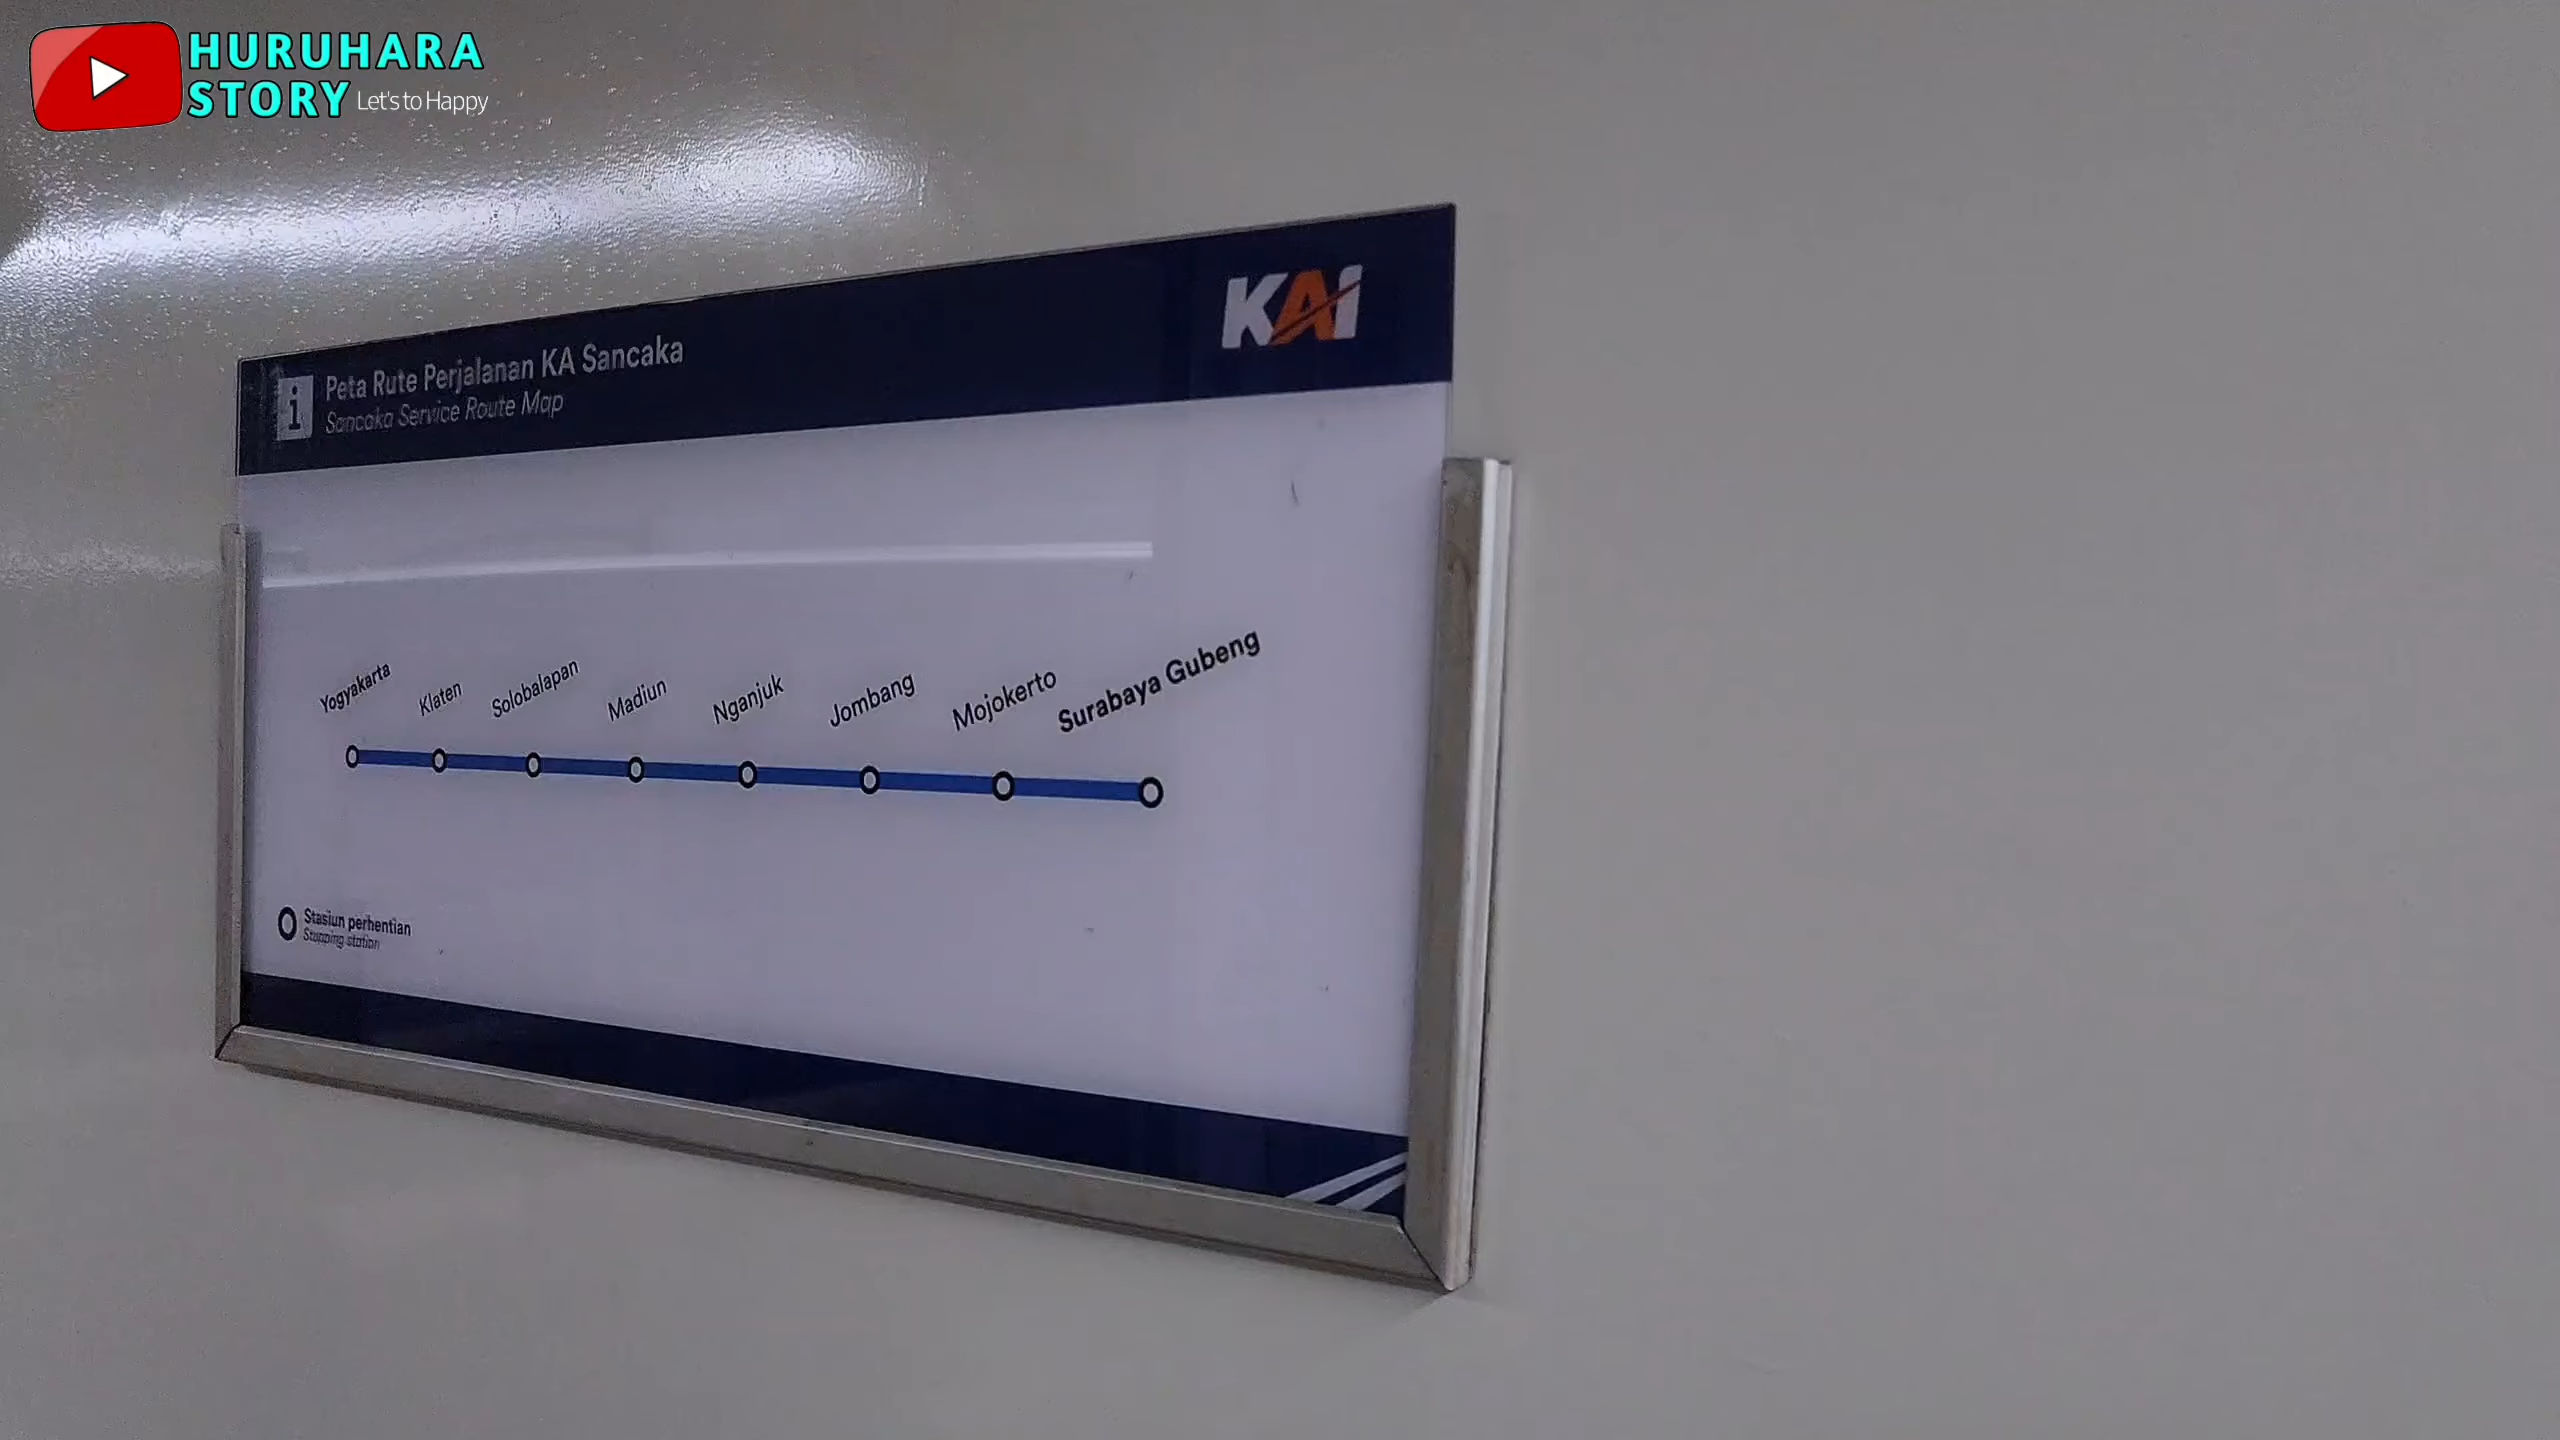 HURUHARA
STORY Let's to Happy
KAI
i
Peta Rute Perjalanan KA Sancaka
Sancaka Service Route Map
Yogyakarta
Klaten
Solobalapan
Madiun
Nganjuk
Jombang
Mojokerto
Surabaya Gubeng
Stasiun perhentian
Stopping station